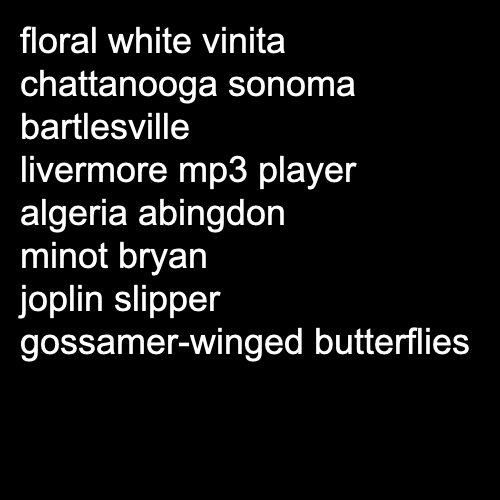 floral white vinita
chattanooga sonoma
bartlesville
livermore mp3 player
algeria abingdon
minot bryan
joplin slipper
gossamer-winged butterflies